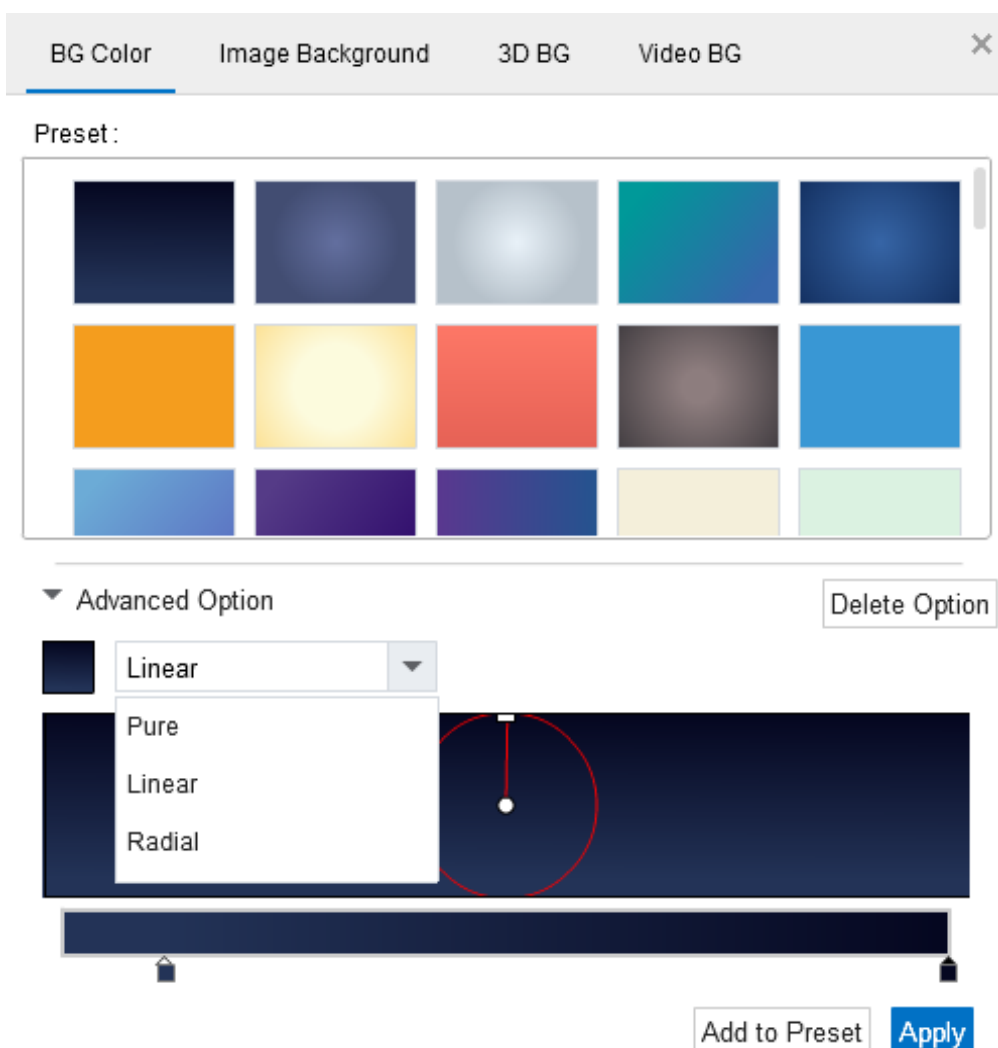 BG Color Image Background 3D BG Video BG ×
Preset :
Advanced Option Delete Option
Linear
Pure
Linear
Radial
Add to Preset Apply